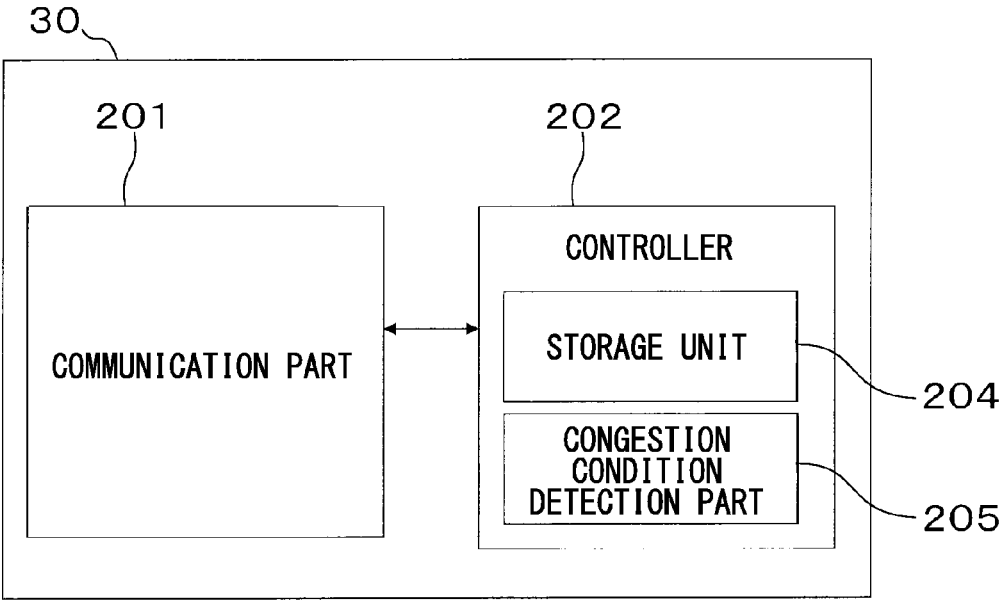 30
201
202
CONTROLLER
COMMUNICATION PART
STORAGE UNIT
204
CONGESTION
CONDITION
DETECTION PART
205